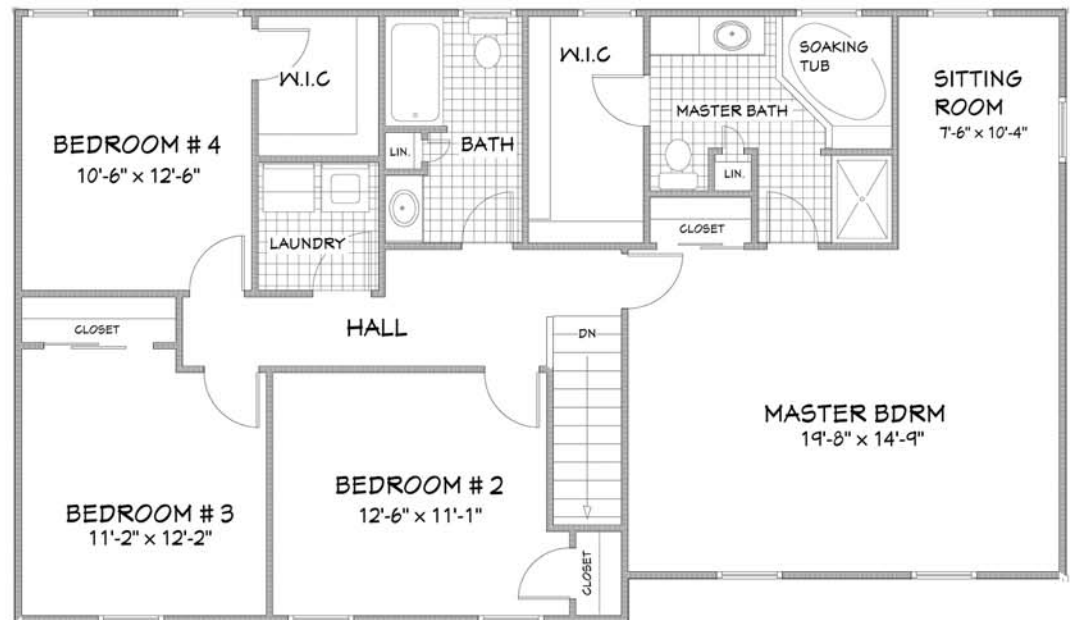 BEDROOM # 4
10'-6" x 12'-6"
W.I.C
LIN.
BATH
LAUNDRY
W.I.C
MASTER BATH
SOAKING
TUB
LIN.
CLOSET
SITTING
ROOM
7'-6" x 10'-4"
CLOSET
HALL
DN
MASTER BDRM
19'-8" x 14'-9"
BEDROOM # 3
11'-2" x 12'-2"
BEDROOM # 2
12'-6" x 11'-1"
CLOSET